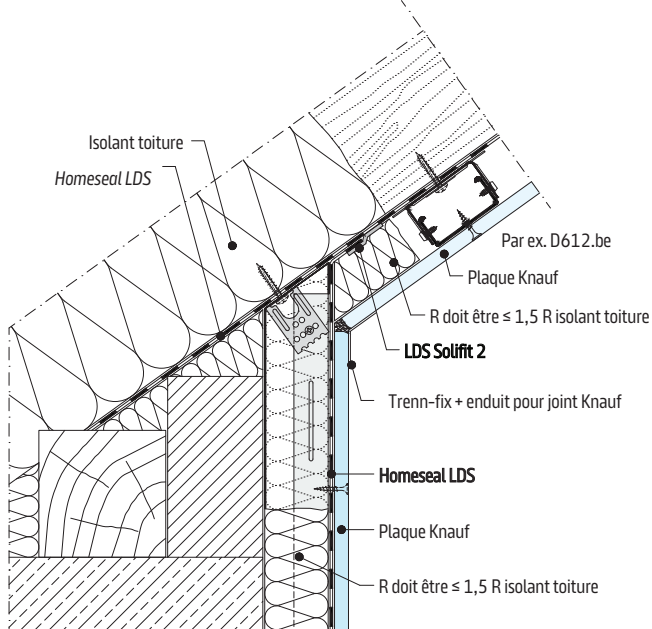 Isolant toiture
Homeseal LDS
Par ex. D612.be
Plaque Knauf
R doit être ≤ 1,5 R isolant toiture
LDS Solifit 2
Trenn-fix + enduit pour joint Knauf
Homeseal LDS
Plaque Knauf
R doit être ≤ 1,5 R isolant toiture